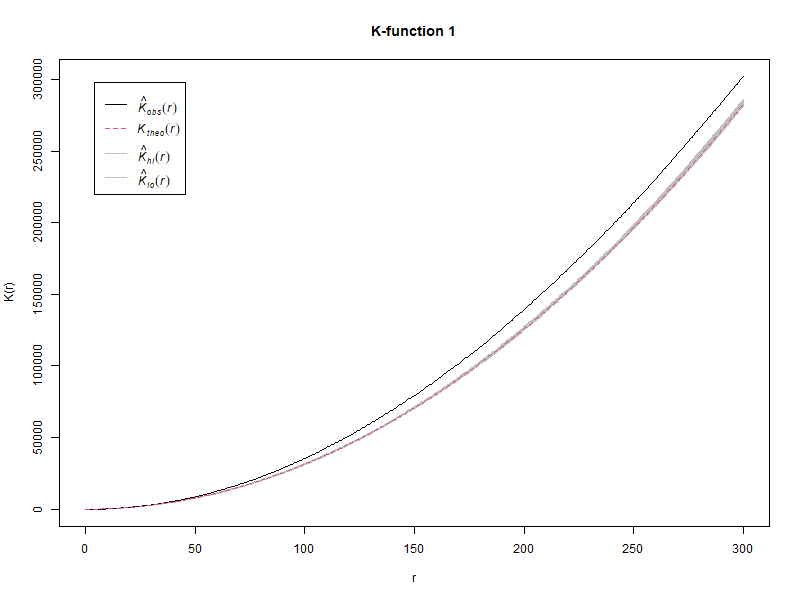 K-function 1
K̂obs(r)
Ktheo(r)
K̂hi(r)
K̂lo(r)
K(r)
300000
250000
200000
150000
100000
50000
0
0 50 100 150 200 250 300
r